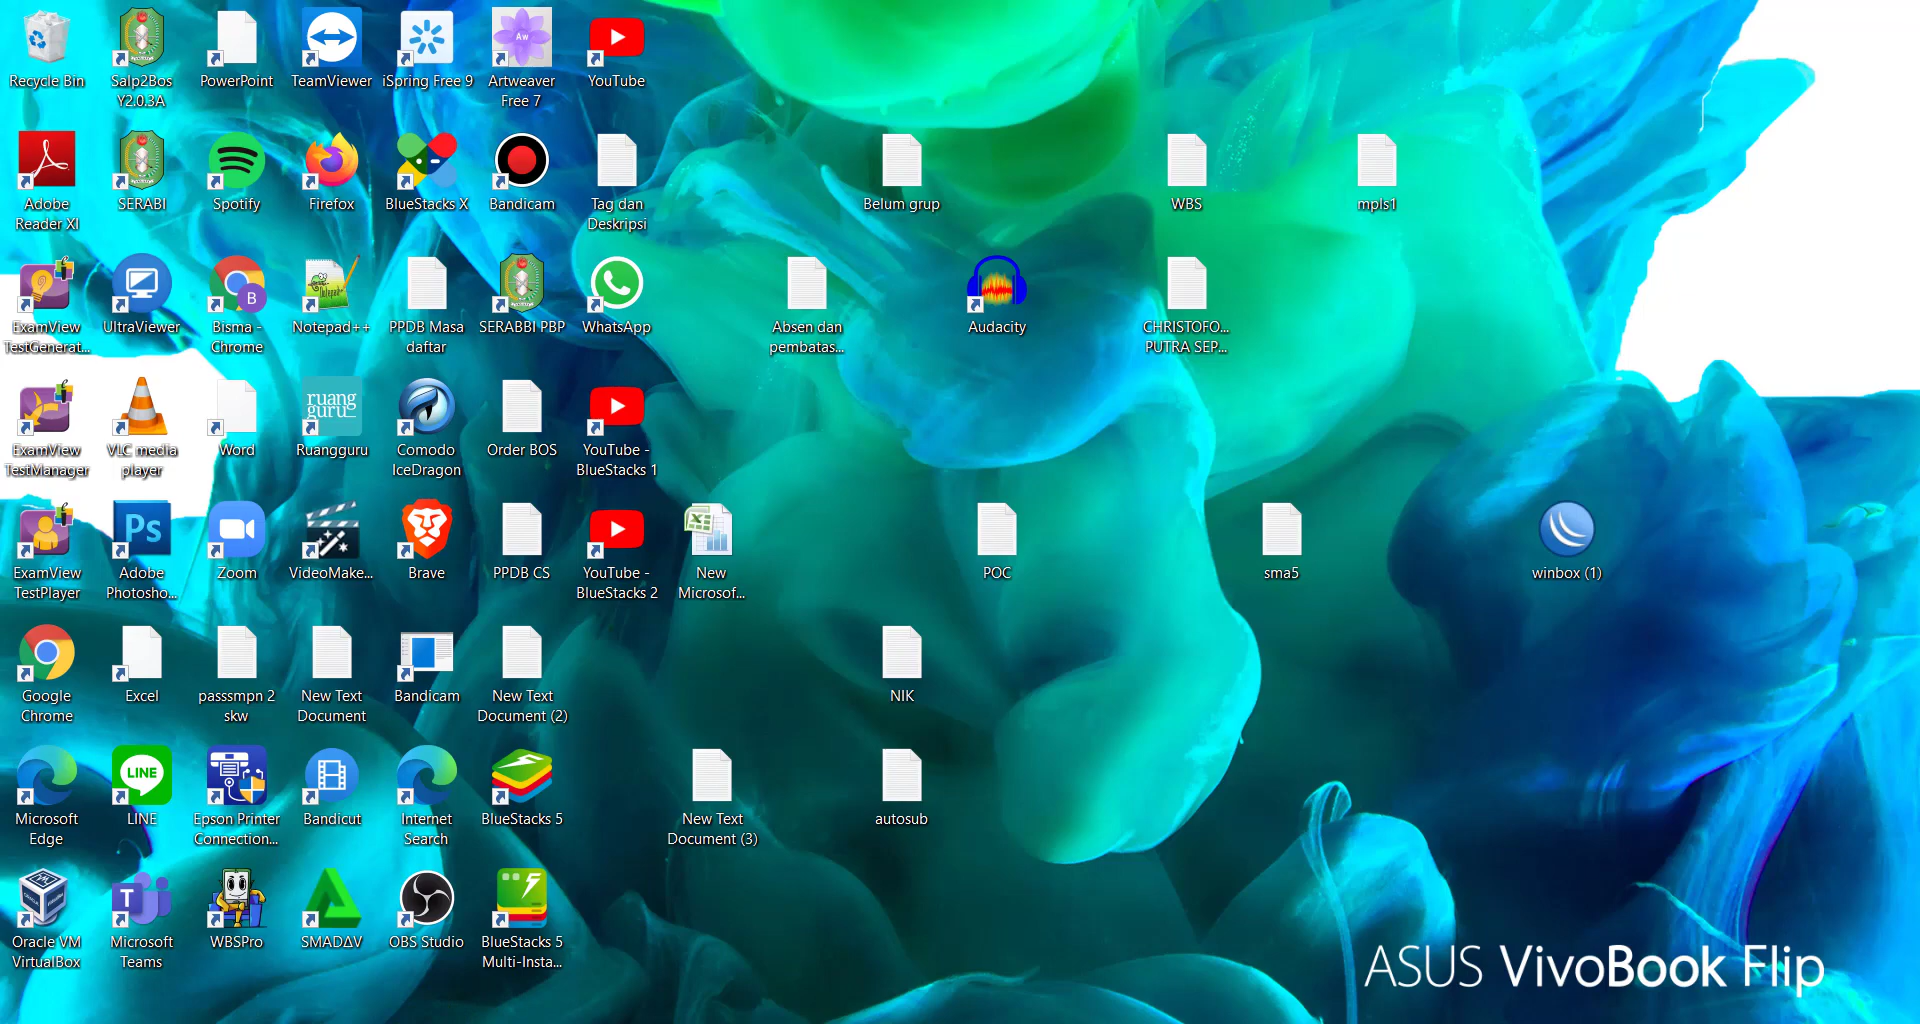 Recycle Bin
Salp2Bos
Y2.0.3A
PowerPoint
TeamViewer
iSpring Free 9
Aw
Artweaver
Free 7
YouTube
Adobe
Reader XI
SERABI
Spotify
Firefox
BlueStacks X
Bandicam
Tag dan
Deskripsi
Belum grup
WBS
mpls1
ExamView
TestGenerat...
UltraViewer
B
Bisma -
Chrome
Notepad++
PPDB Masa
daftar
SERABBI PBP
WhatsApp
Absen dan
pembatas...
Audacity
CHRISTOFO...
PUTRA SEP...
ExamView
TestManager
VLC media
player
Word
ruang
guru
Ruangguru
Comodo
IceDragon
Order BOS
YouTube -
BlueStacks 1
ExamView
TestPlayer
Ps
Adobe
Photosho...
Zoom
VideoMake...
Brave
PPDB CS
YouTube -
BlueStacks 2
New
Microsof...
POC
sma5
winbox (1)
Google
Chrome
Excel
passsmpn 2
skw
New Text
Document
Bandicam
New Text
Document (2)
NIK
Microsoft
Edge
LINE
LINE
Epson Printer
Connection...
Bandicut
Internet
Search
BlueStacks 5
New Text
Document (3)
autosub
Oracle VM
VirtualBox
T
Microsoft
Teams
WBSPro
SMADΔV
OBS Studio
BlueStacks 5
Multi-Insta...
ASUS VivoBook Flip